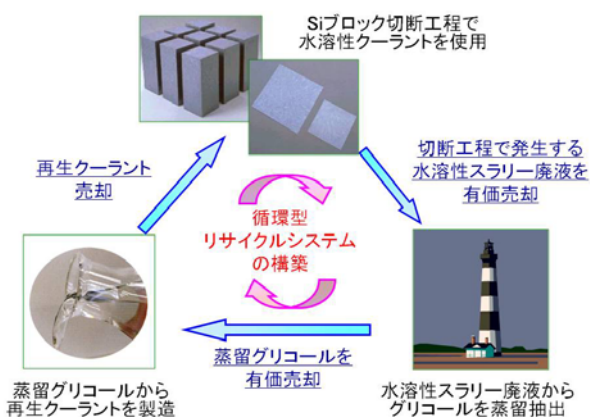 Siブロック切断工程で
水溶性クーラントを使用
再生クーラント
売却
切断工程で発生する
水溶性スラリー廃液を
有価売却
循環型
リサイクルシステム
の構築
蒸留グリコールを
有価売却
蒸留グリコールから
再生クーラントを製造
水溶性スラリー廃液から
グリコールを蒸留抽出